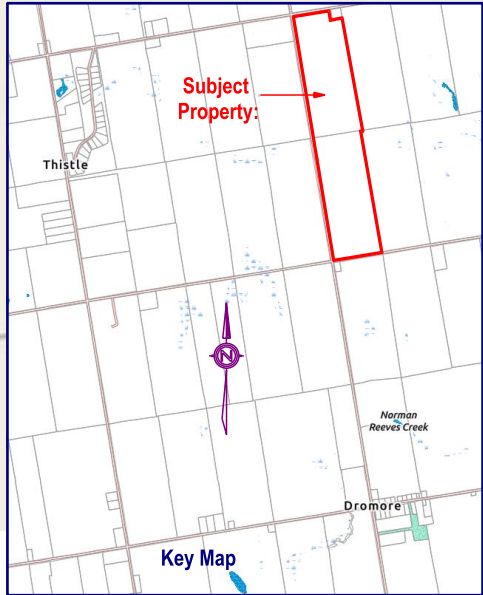 Subject
Property:
Thistle
N
Norman
Reeves Creek
Dromore
Key Map